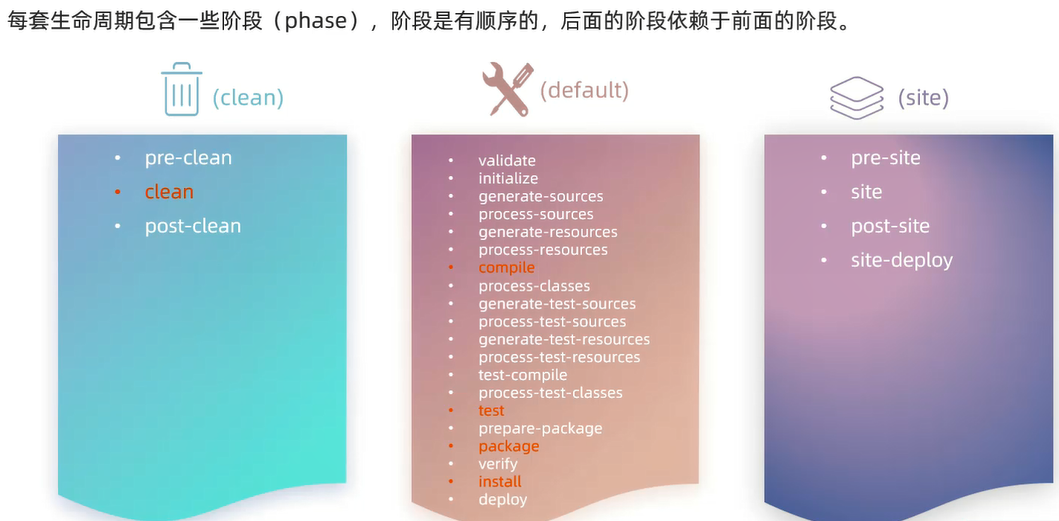 每套生命周期包含一些阶段（phase），阶段是有顺序的，后面的阶段依赖于前面的阶段。
(clean)
• pre-clean
• clean
• post-clean
(default)
• validate
• initialize
• generate-sources
• process-sources
• generate-resources
• process-resources
• compile
• process-classes
• generate-test-sources
• process-test-sources
• generate-test-resources
• process-test-resources
• test-compile
• process-test-classes
• test
• prepare-package
• package
• verify
• install
• deploy
(site)
• pre-site
• site
• post-site
• site-deploy